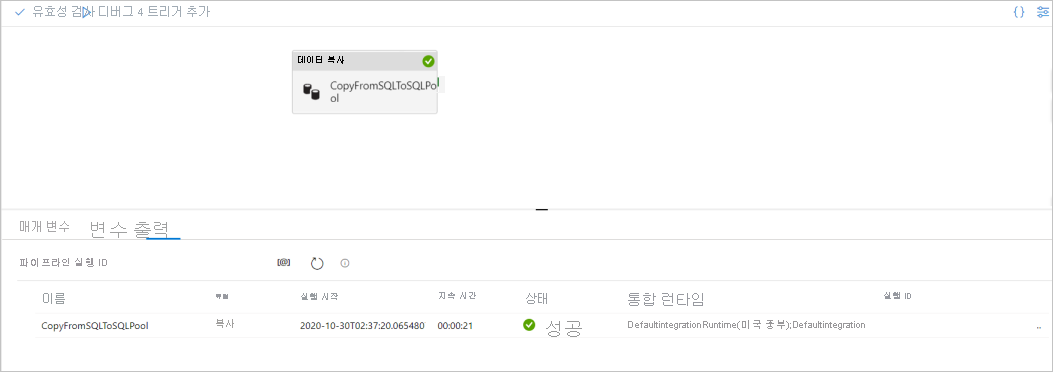 유효성 검사 디버그 4 트리거 추가 {}
데이터 복사
CopyFromSQLToSQLPo
ol
매개 변수 변수 출력
파이프라인 실행 ID [@]
이름 유형 실행 시작 지속 시간 상태 통합 런타임 실행 ID
CopyFromSQLToSQLPool 복사 2020-10-30T02:37:20.065480 00:00:21 성공 DefaultintegrationRuntime(미국 중부);Defaultintegration ..